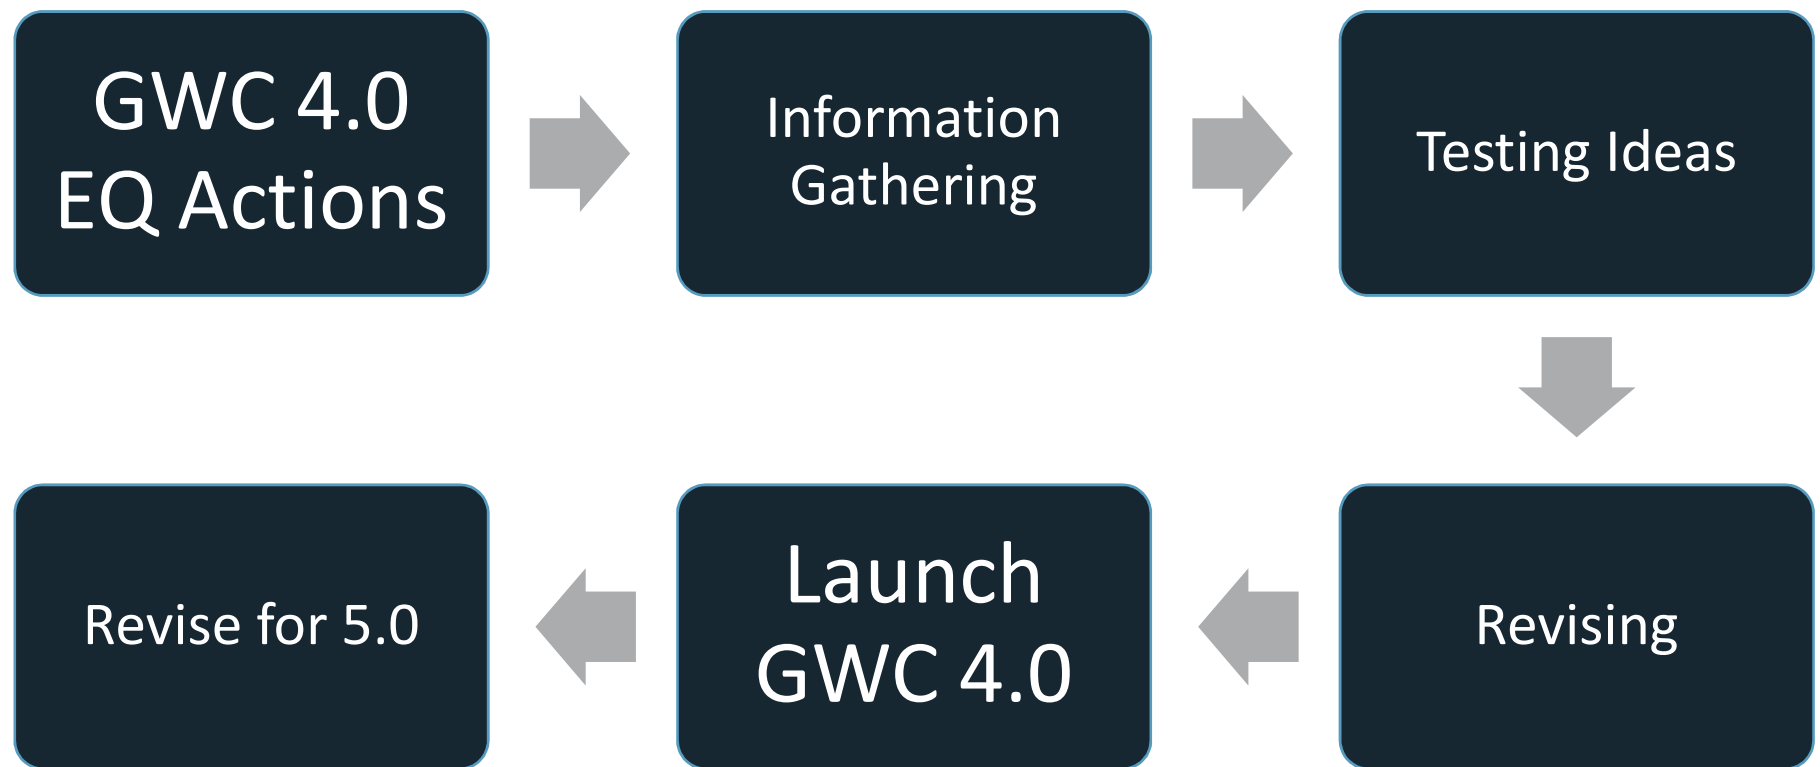 GWC 4.0
EQ Actions
Information
Gathering
Testing Ideas
Revising
Launch
GWC 4.0
Revise for 5.0